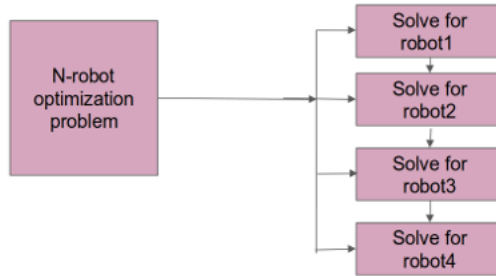 N-robot
optimization
problem
Solve for
robot1
Solve for
robot2
Solve for
robot3
Solve for
robot4